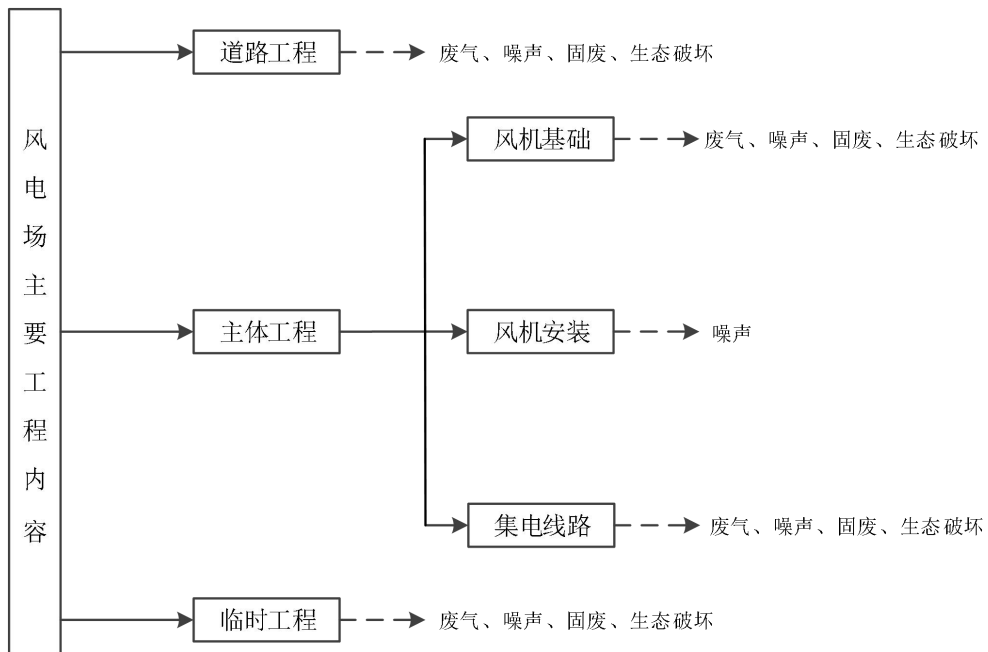 风电场主要工程内容
道路工程
废气、噪声、固废、生态破坏
风机基础
废气、噪声、固废、生态破坏
主体工程
风机安装
噪声
集电线路
废气、噪声、固废、生态破坏
临时工程
废气、噪声、固废、生态破坏